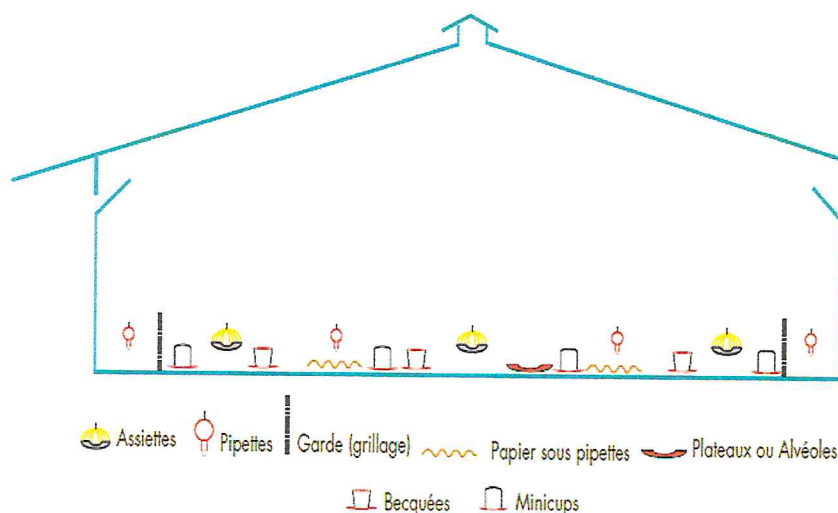 Assiettes Pipettes Garde (grillage) Papier sous pipettes Plateaux ou Alvéoles
Becquées Minicups